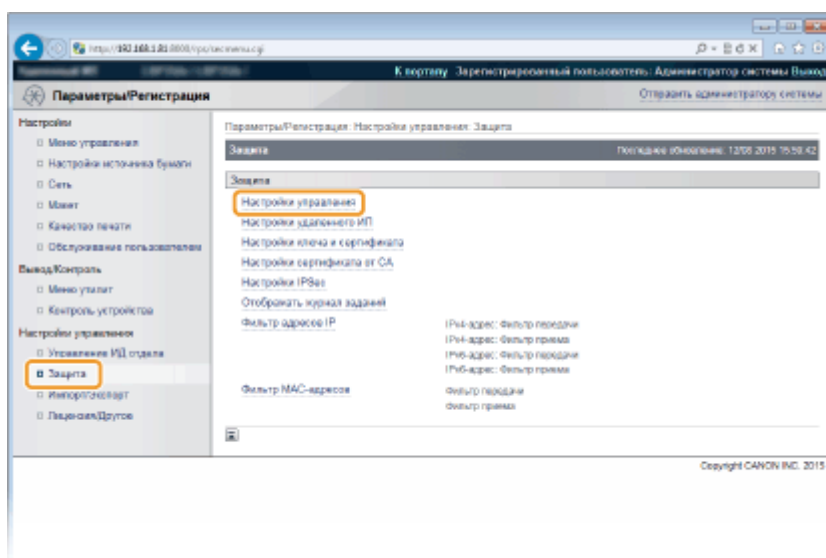 http://192.168.1.81:8000/rps/csecmenu.cgi
К порталу Зарегистрированный пользователь: Администратор системы Выход
Параметры/Регистрация
Отправить администратору системы
Настройки
Меню управления
Настройки источника бумаги
Сеть
Макет
Качество печати
Обслуживание пользователем
Вывод/Контроль
Меню утилит
Контроль устройства
Настройки управления
Управление ИД отдела
Защита
Импорт/Экспорт
Лицензия/Другое
Параметры/Регистрация: Настройки управления: Защита
Защита
Последнее обновление: 12/08 2015 15:59:42
Защита
Настройки управления
Настройки удаленного ИП
Настройки ключа и сертификата
Настройки сертификата от CA
Настройки IPSec
Отображать журнал заданий
Фильтр адресов IP
IPv4-адрес: Фильтр передачи
IPv4-адрес: Фильтр приема
IPv6-адрес: Фильтр передачи
IPv6-адрес: Фильтр приема
Фильтр MAC-адресов
Фильтр передачи
Фильтр приема
Copyright CANON INC. 2015